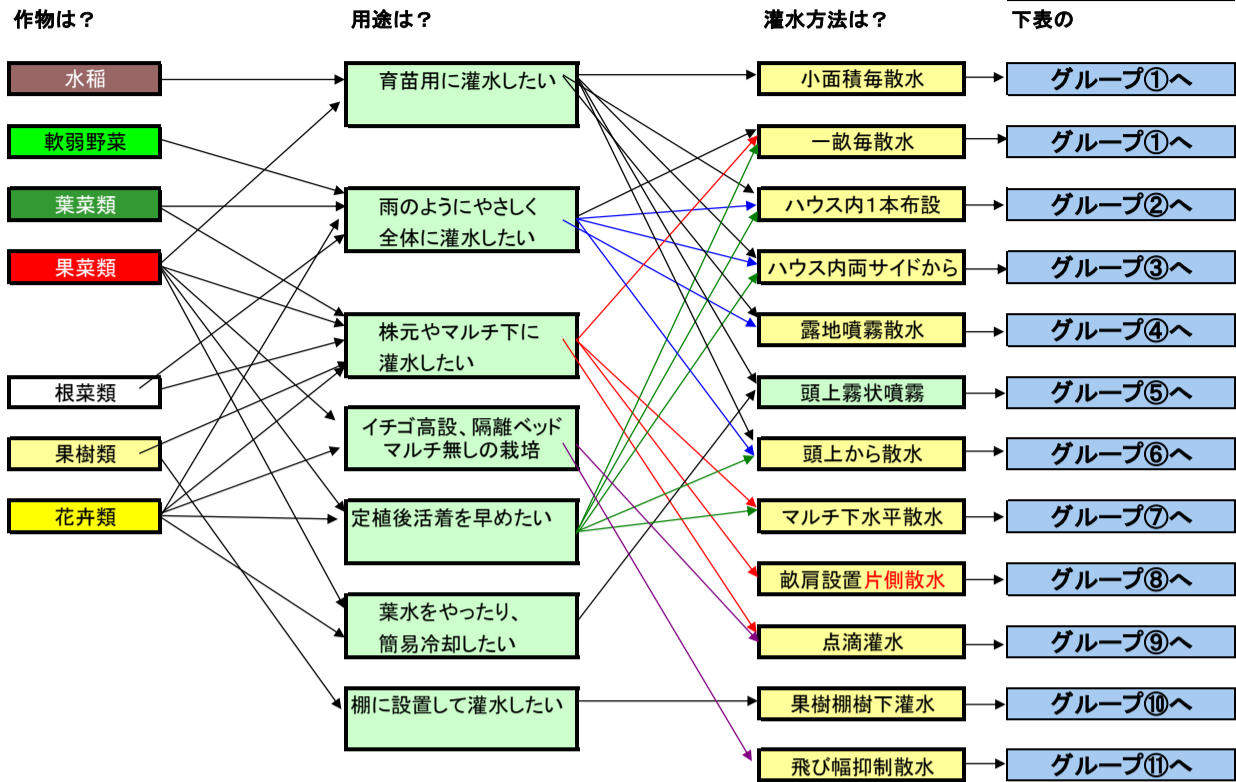 作物は？
用途は？
灌水方法は？
下表の
水稲
軟弱野菜
葉菜類
果菜類
根菜類
果樹類
花卉類
育苗用に灌水したい
雨のようにやさしく
全体に灌水したい
株元やマルチ下に
灌水したい
イチゴ高設、隔離ベッド
マルチ無しの栽培
定植後活着を早めたい
葉水をやったり、
簡易冷却したい
棚に設置して灌水したい
小面積毎散水
一畝毎散水
ハウス内１本布設
ハウス内両サイドから
露地噴霧散水
頭上霧状噴霧
頭上から散水
マルチ下水平散水
畝肩設置片側散水
点滴灌水
果樹棚樹下灌水
飛び幅抑制散水
グループ①へ
グループ①へ
グループ②へ
グループ③へ
グループ④へ
グループ⑤へ
グループ⑥へ
グループ⑦へ
グループ⑧へ
グループ⑨へ
グループ⑩へ
グループ⑪へ